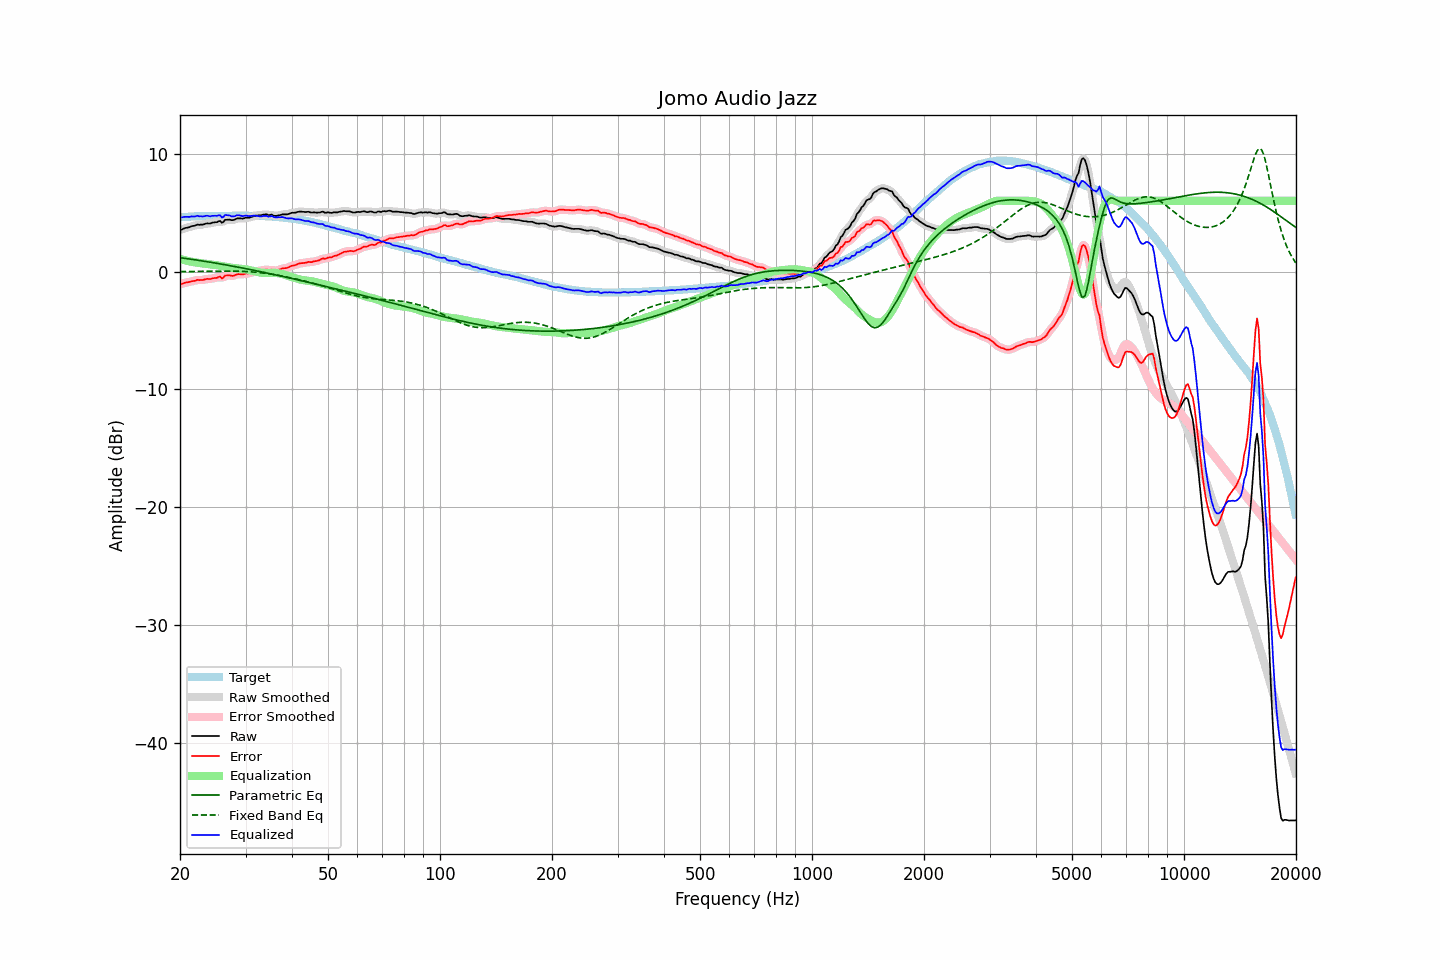 Jomo Audio Jazz
10
0
−10
−20
−30
−40
Amplitude (dBr)
Target
Raw Smoothed
Error Smoothed
Raw
Error
Equalization
Parametric Eq
Fixed Band Eq
Equalized
20 50 100 200 500 1000 2000 5000 10000 20000
Frequency (Hz)